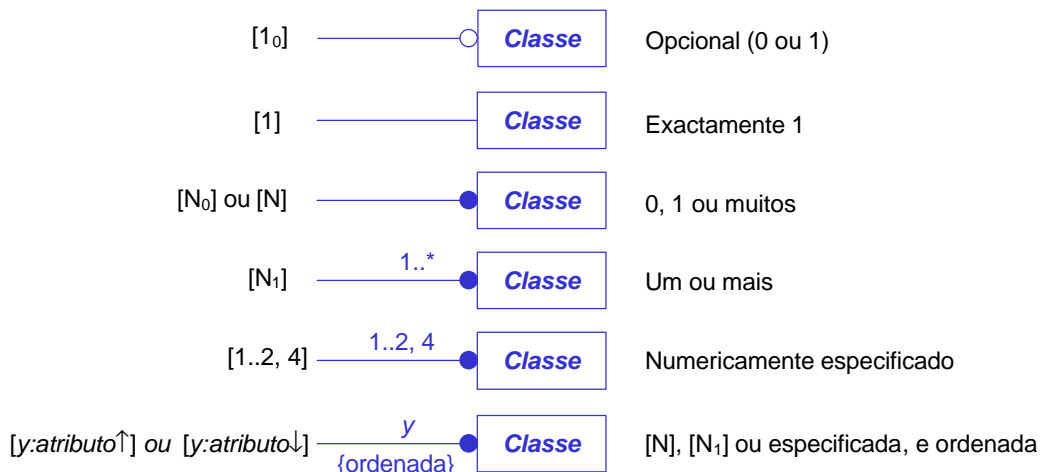 [1₀] Classe Opcional (0 ou 1)
[1] Classe Exactamente 1
[N₀] ou [N] Classe 0, 1 ou muitos
[N₁] 1..* Classe Um ou mais
[1..2, 4] 1..2, 4 Classe Numericamente especificado
[y:atributo↑] ou [y:atributo↓] y Classe [N], [N₁] ou especificada, e ordenada
{ordenada}